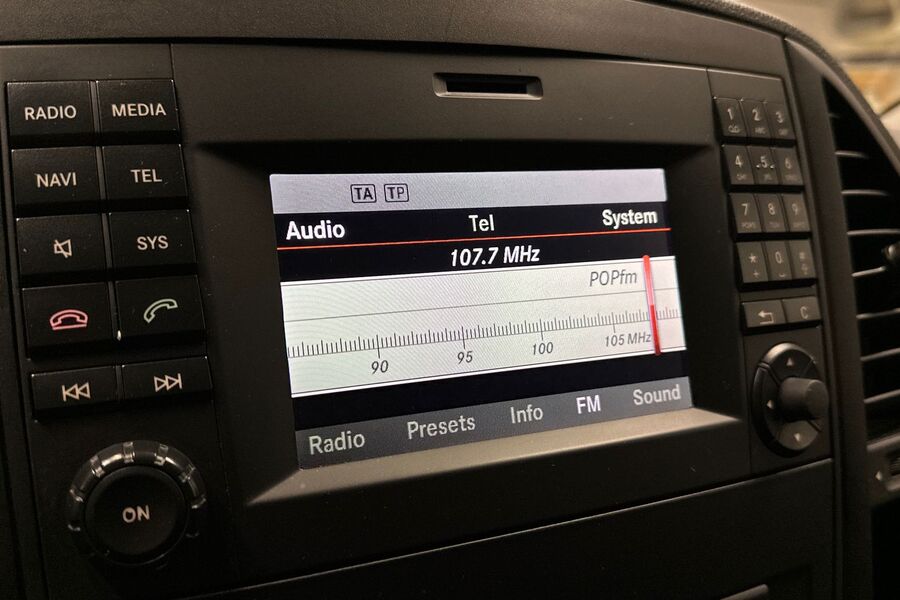 RADIO MEDIA
NAVI TEL
SYS
ON
TA TP
Audio Tel System
107.7 MHz
POPfm
90 95 100 105 MHz
Radio Presets Info FM Sound
1 2 3
4 5 6
7 8 9
* 0 #
C